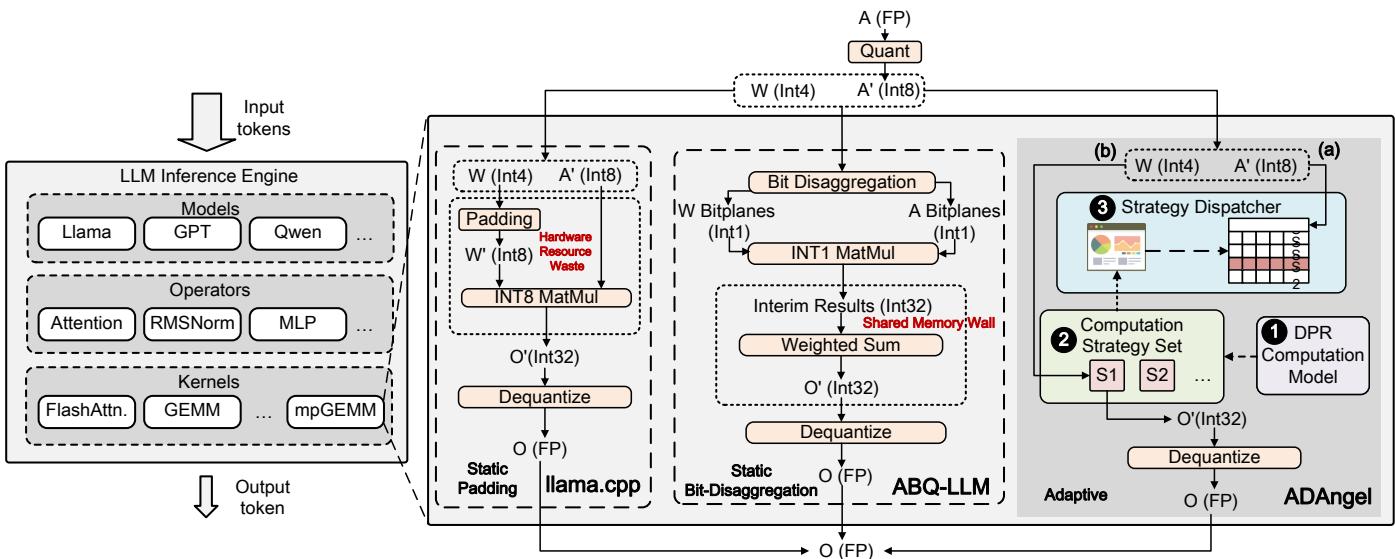 A (FP)
Quant
W (Int4) A' (Int8)
Input
tokens
LLM Inference Engine
Models
Llama GPT Qwen ...
Operators
Attention RMSNorm MLP ...
Kernels
FlashAttn. GEMM ... mpGEMM
Output
token
W (Int4) A' (Int8)
Padding
W' (Int8)
Hardware
Resource
Waste
INT8 MatMul
O'(Int32)
Dequantize
O (FP)
Static
Padding
llama.cpp
Bit Disaggregation
W Bitplanes
(Int1)
A Bitplanes
(Int1)
INT1 MatMul
Interim Results (Int32)
Shared Memory Wall
Weighted Sum
O' (Int32)
Dequantize
O (FP)
Static
Bit-Disaggregation
ABQ-LLM
(b) (a)
W (Int4) A' (Int8)
3 Strategy Dispatcher
2
2 Computation
Strategy Set
S1 S2 ...
1 DPR
Computation
Model
O'(Int32)
Dequantize
O (FP)
Adaptive
ADAngel
O (FP)